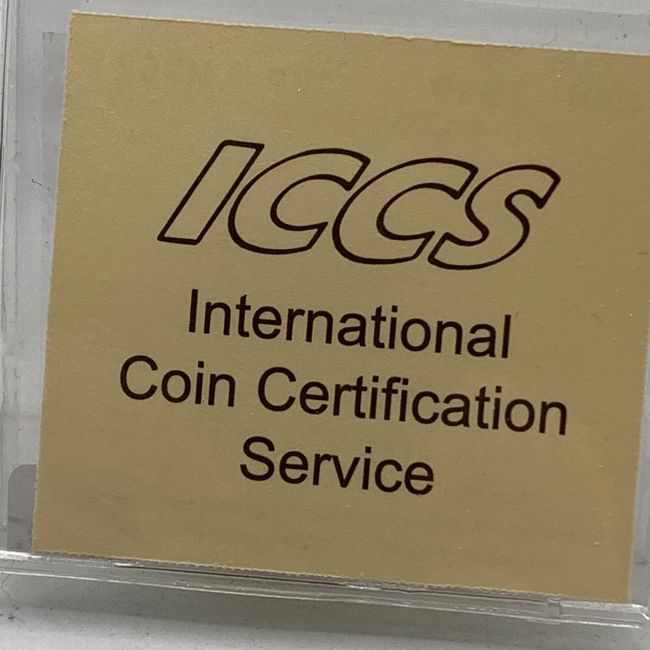 ICCS
International
Coin Certification
Service